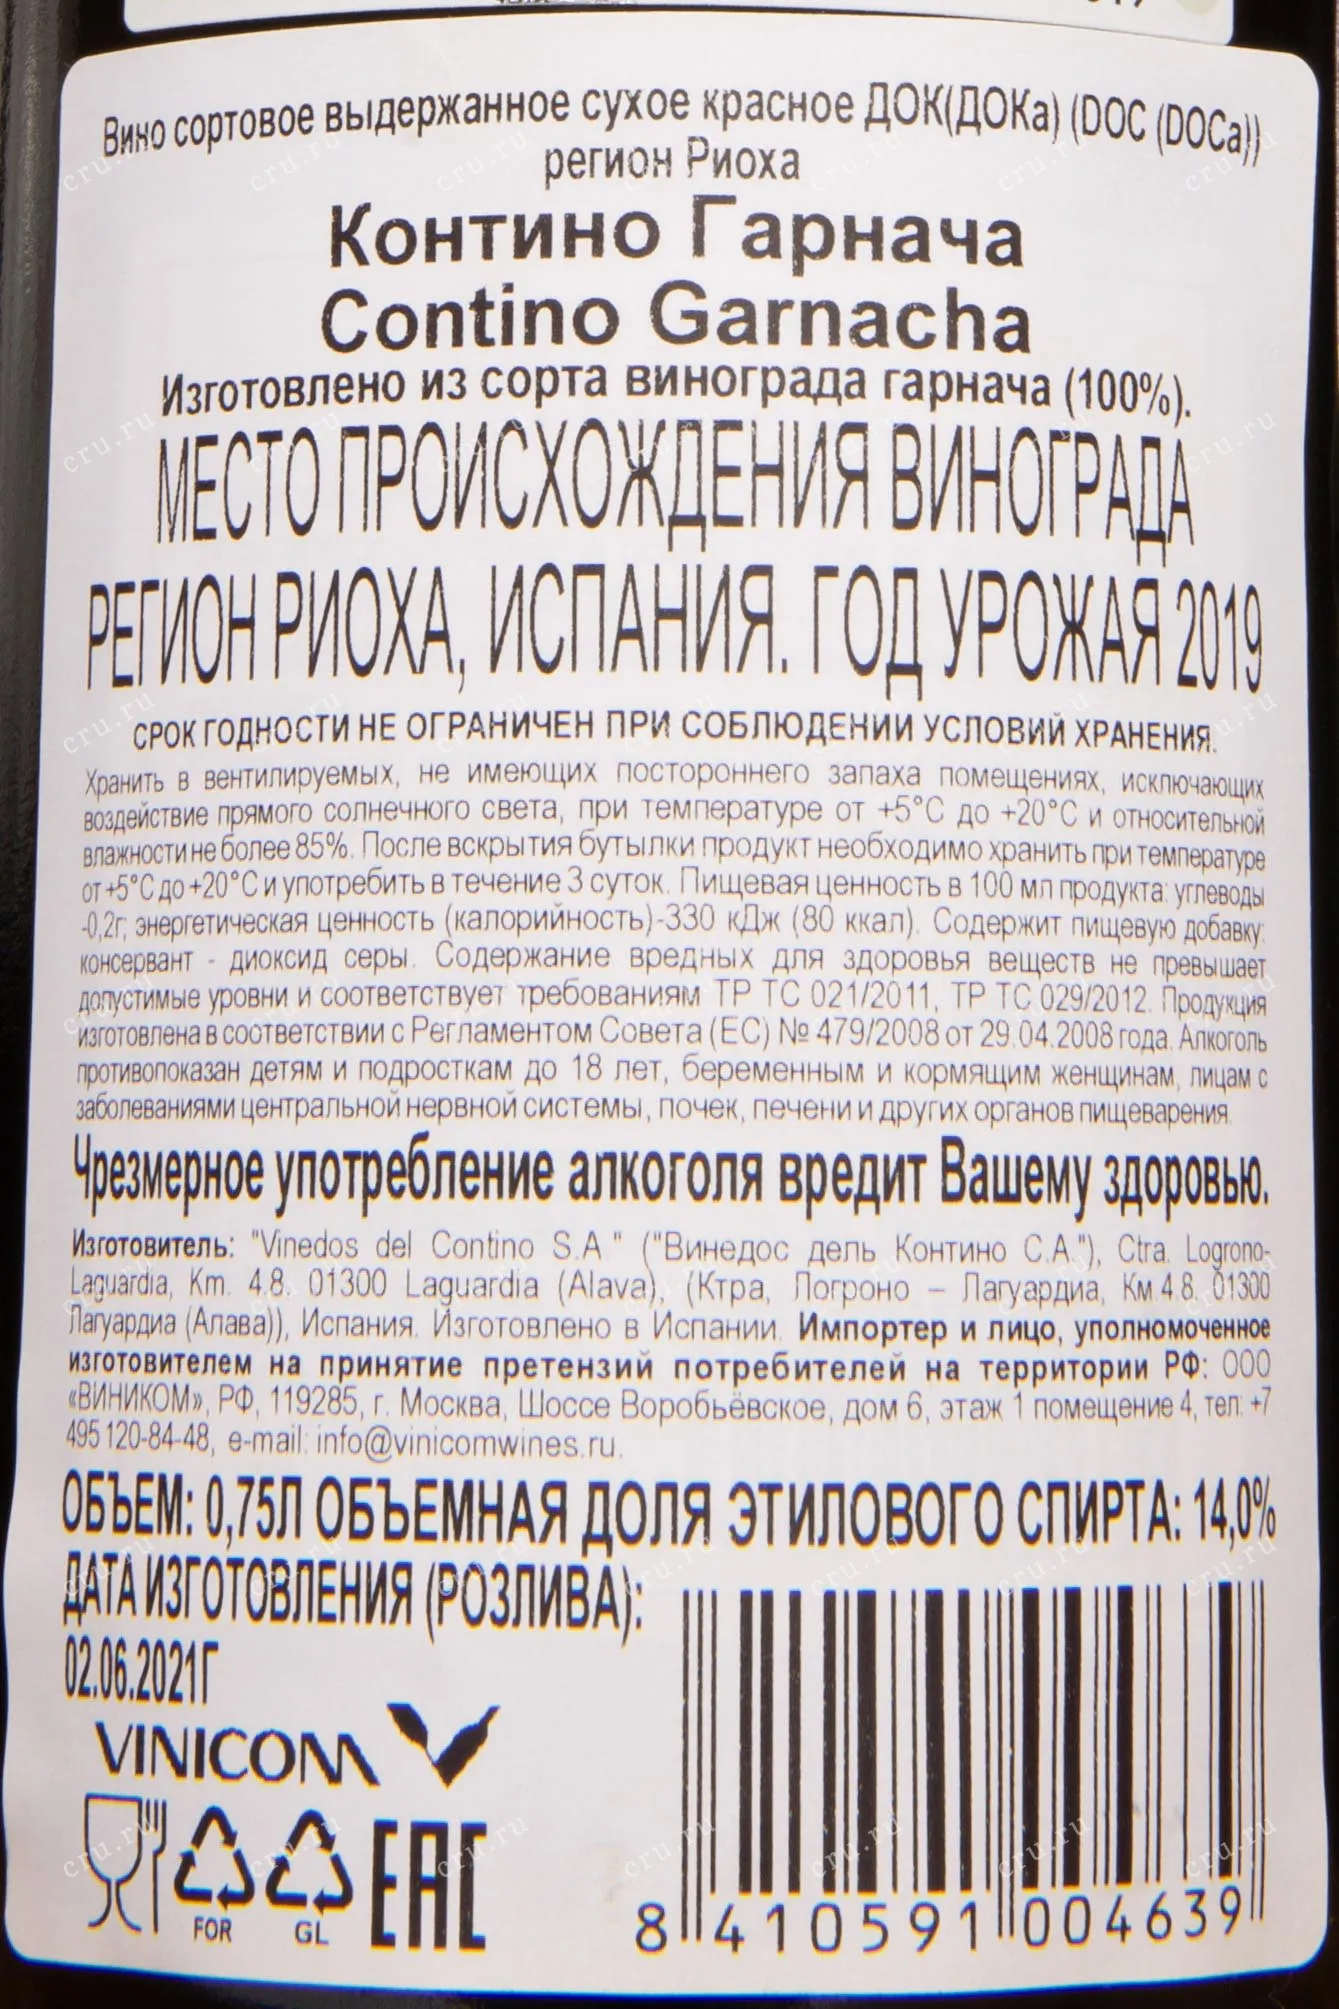 Вино сортовое выдержанное сухое красное ДОК(ДОКа) (DOC (DOCa))
регион Риоха
Контино Гарнача
Contino Garnacha
Изготовлено из сорта винограда гарнача (100%).
МЕСТО ПРОИСХОЖДЕНИЯ ВИНОГРАДА
РЕГИОН РИОХА, ИСПАНИЯ. ГОД УРОЖАЯ 2019
СРОК ГОДНОСТИ НЕ ОГРАНИЧЕН ПРИ СОБЛЮДЕНИИ УСЛОВИЙ ХРАНЕНИЯ.
Хранить в вентилируемых, не имеющих постороннего запаха помещениях, исключающих
воздействие прямого солнечного света, при температуре от +5°C до +20°C и относительной
влажности не более 85%. После вскрытия бутылки продукт необходимо хранить при температуре
от +5°C до +20°C и употребить в течение 3 суток. Пищевая ценность в 100 мл продукта: углеводы
-0,2г; энергетическая ценность (калорийность)-330 кДж (80 ккал). Содержит пищевую добавку:
консервант - диоксид серы. Содержание вредных для здоровья веществ не превышает
допустимые уровни и соответствует требованиям ТР ТС 021/2011, ТР ТС 029/2012. Продукция
изготовлена в соответствии с Регламентом Совета (ЕС) № 479/2008 от 29.04.2008 года. Алкоголь
противопоказан детям и подросткам до 18 лет, беременным и кормящим женщинам, лицам с
заболеваниями центральной нервной системы, почек, печени и других органов пищеварения.
Чрезмерное употребление алкоголя вредит Вашему здоровью.
Изготовитель: "Vinedos del Contino S.A." ("Винедос дель Контино С.А."), Ctra. Logrono-
Laguardia, Km. 4.8. 01300 Laguardia (Alava), (Ктра, Логроно – Лагуардиа, Км.4.8. 01300
Лагуардиа (Алава)), Испания. Изготовлено в Испании. Импортер и лицо, уполномоченное
изготовителем на принятие претензий потребителей на территории РФ: ООО
«ВИНИКОМ», РФ, 119285, г. Москва, Шоссе Воробьёвское, дом 6, этаж 1 помещение 4, тел: +7
495 120-84-48, e-mail: info@vinicomwines.ru.
ОБЪЕМ: 0,75Л ОБЪЕМНАЯ ДОЛЯ ЭТИЛОВОГО СПИРТА: 14,0%
ДАТА ИЗГОТОВЛЕНИЯ (РОЗЛИВА):
02.06.2021Г
VINICOM
FOR GL EAC
8 410591 004639